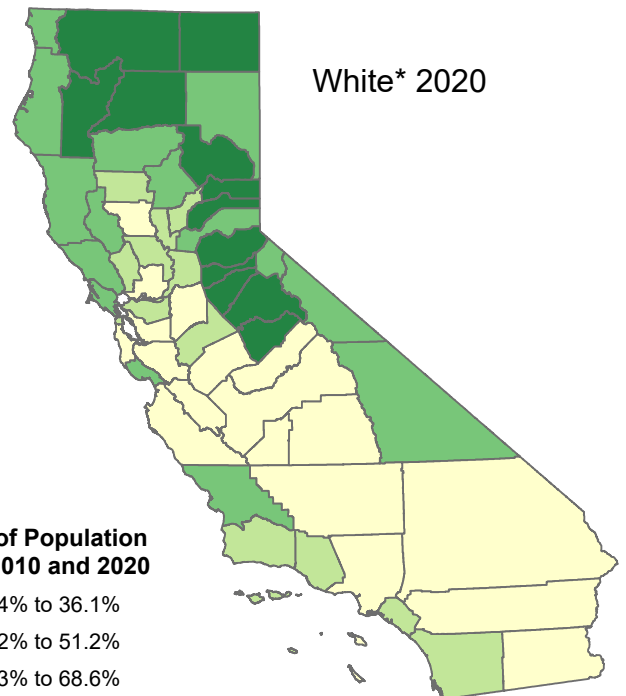 White* 2020
of Population
010 and 2020
4% to 36.1%
2% to 51.2%
3% to 68.6%